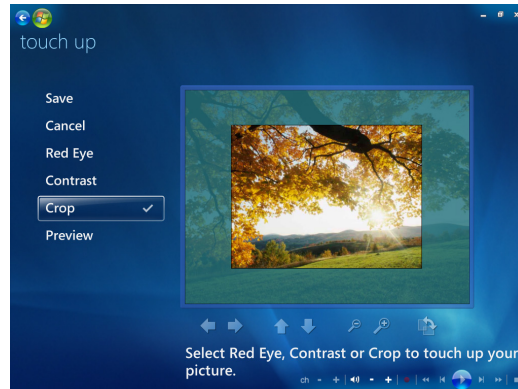 touch up
Save
Cancel
Red Eye
Contrast
Crop
Preview
Select Red Eye, Contrast or Crop to touch up your
picture.
ch - +